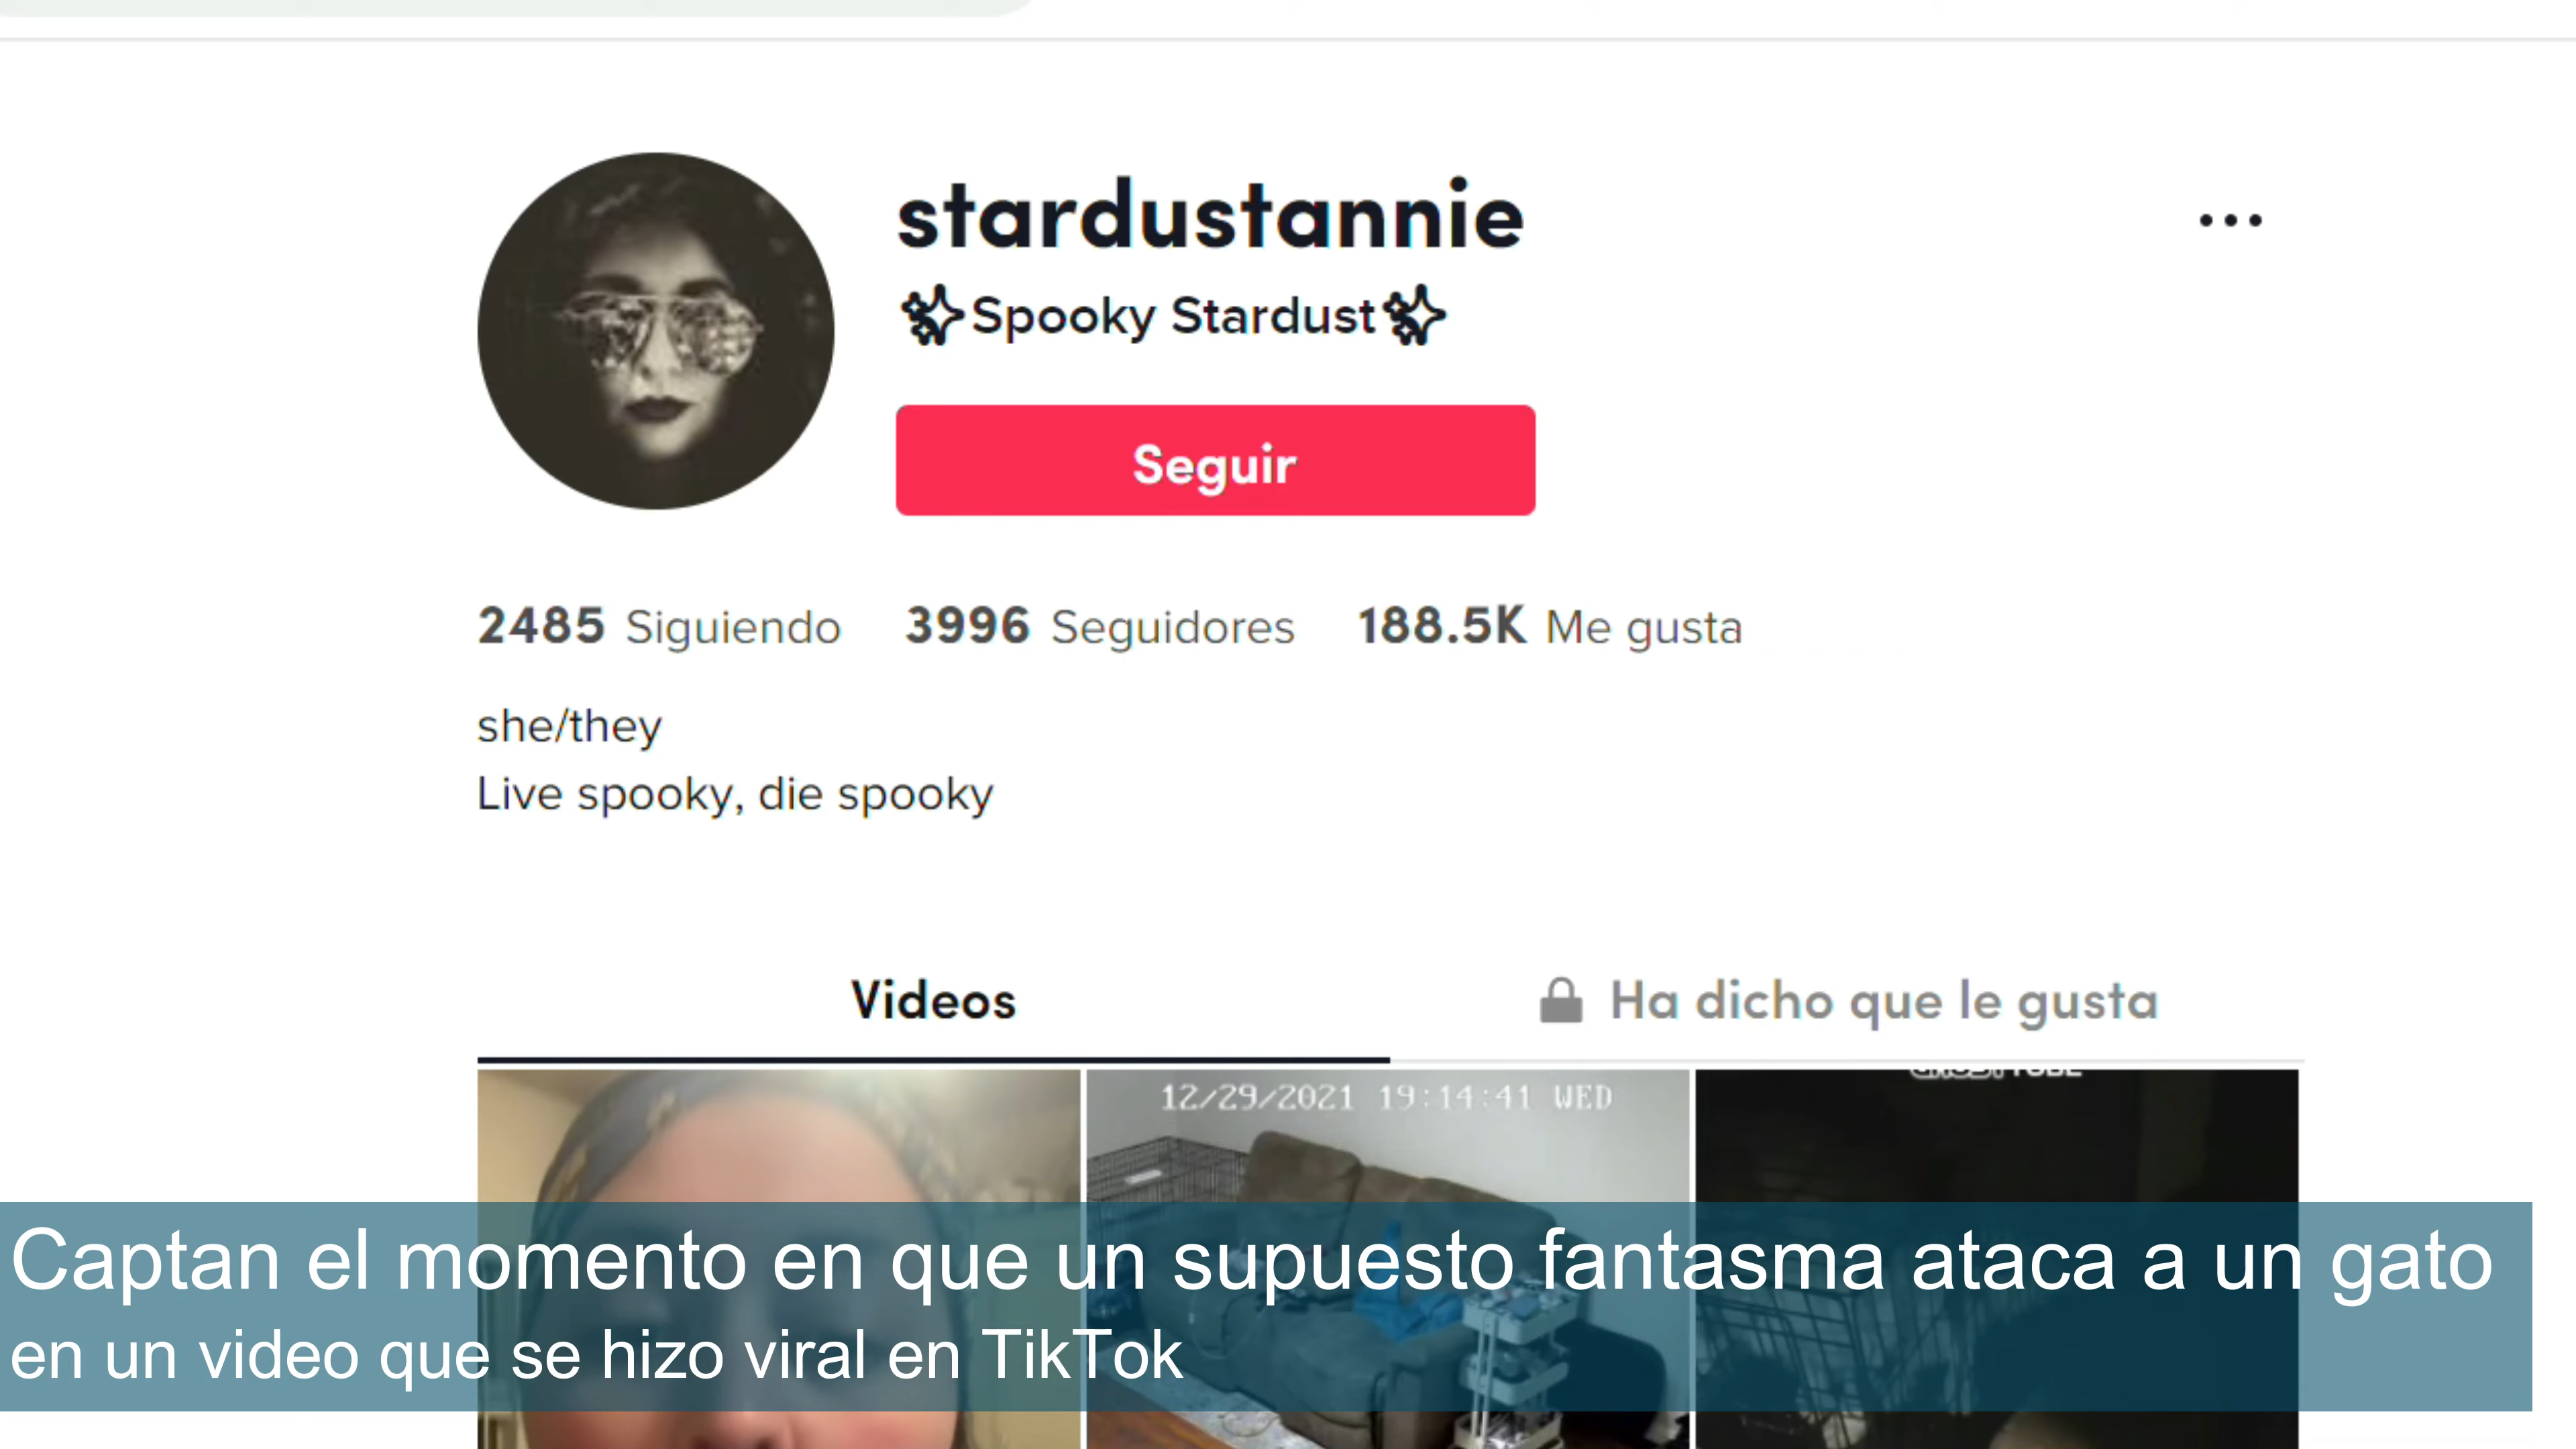 stardustannie
Spooky Stardust
Seguir
2485 Siguiendo 3996 Seguidores 188.5K Me gusta
she/they
Live spooky, die spooky
Videos
Ha dicho que le gusta
12/29/2021 19:14:41 WED
Captan el momento en que un supuesto fantasma ataca a un gato
en un video que se hizo viral en TikTok